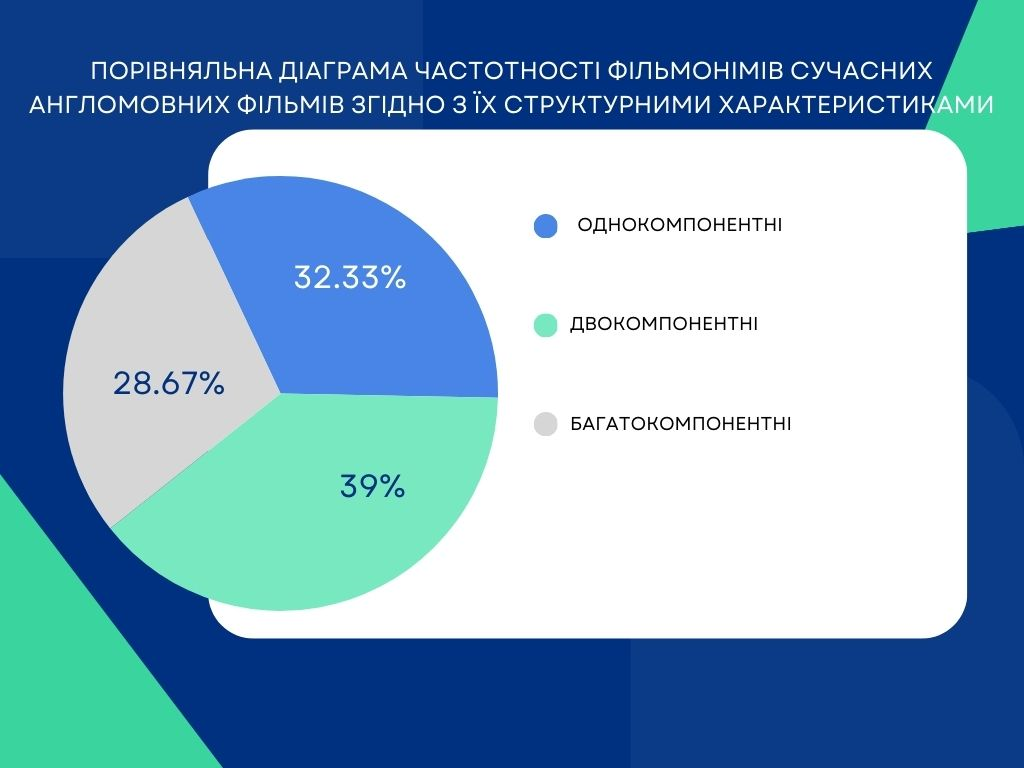 ПОРІВНЯЛЬНА ДІАГРАМА ЧАСТОТНОСТІ ФІЛЬМОНІМІВ СУЧАСНИХ
АНГЛОМОВНИХ ФІЛЬМІВ ЗГІДНО З ЇХ СТРУКТУРНИМИ ХАРАКТЕРИСТИКАМИ
ОДНОКОМПОНЕНТНІ
32.33%
ДВОКОМПОНЕНТНІ
28.67%
БАГАТОКОМПОНЕНТНІ
39%